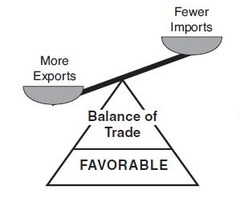 Fewer
Imports
More
Exports
Balance of
Trade
FAVORABLE